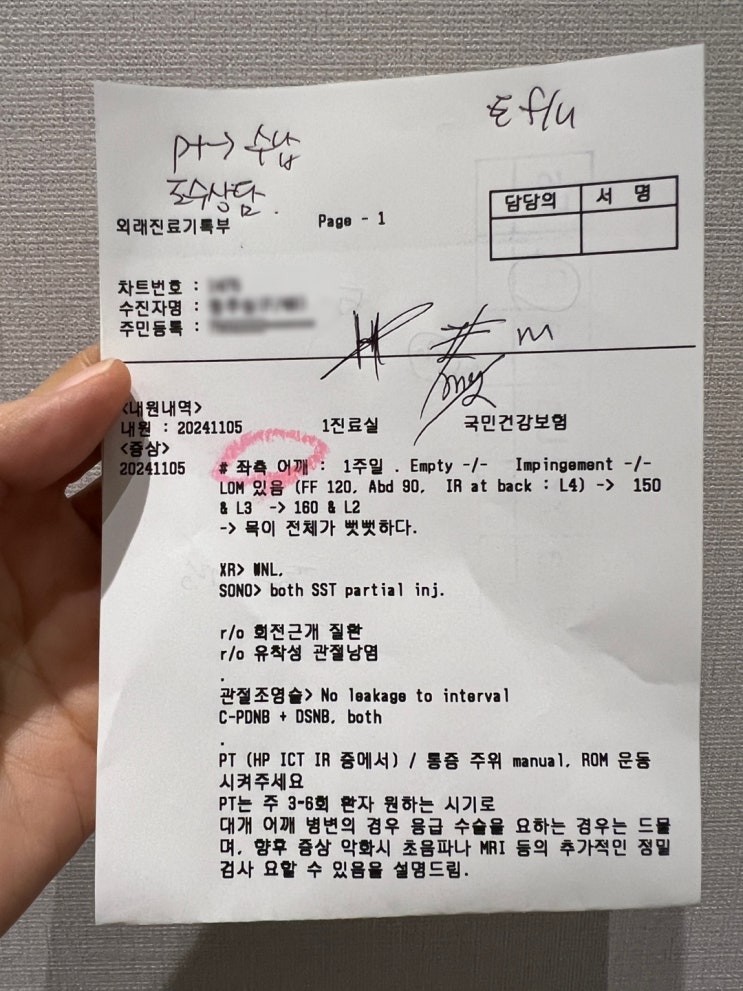 f/u
PT → 수납
도수상담.
외래진료기록부 Page - 1
담당의 서 명
차트번호 :
수진자명 :
주민등록 :
<내원내역>
내원 : 20241105 1진료실 국민건강보험
<증상>
20241105 # 좌측 어깨 : 1주일 . Empty -/- Impingement -/-
LOM 있음 (FF 120, Abd 90, IR at back : L4) -> 150
& L3 -> 160 & L2
-> 목이 전체가 뻣뻣하다.
XR> WNL,
SONO> both SST partial inj.
r/o 회전근개 질환
r/o 유착성 관절낭염
.
관절조영술> No leakage to interval
C-PDNB + DSNB, both
.
PT (HP ICT IR 중에서) / 통증 주위 manual, ROM 운동
시켜주세요
PT는 주 3-6회 환자 원하는 시기로
대개 어깨 병변의 경우 응급 수술을 요하는 경우는 드물
며, 향후 증상 악화시 초음파나 MRI 등의 추가적인 정밀
검사 요할 수 있음을 설명드림.